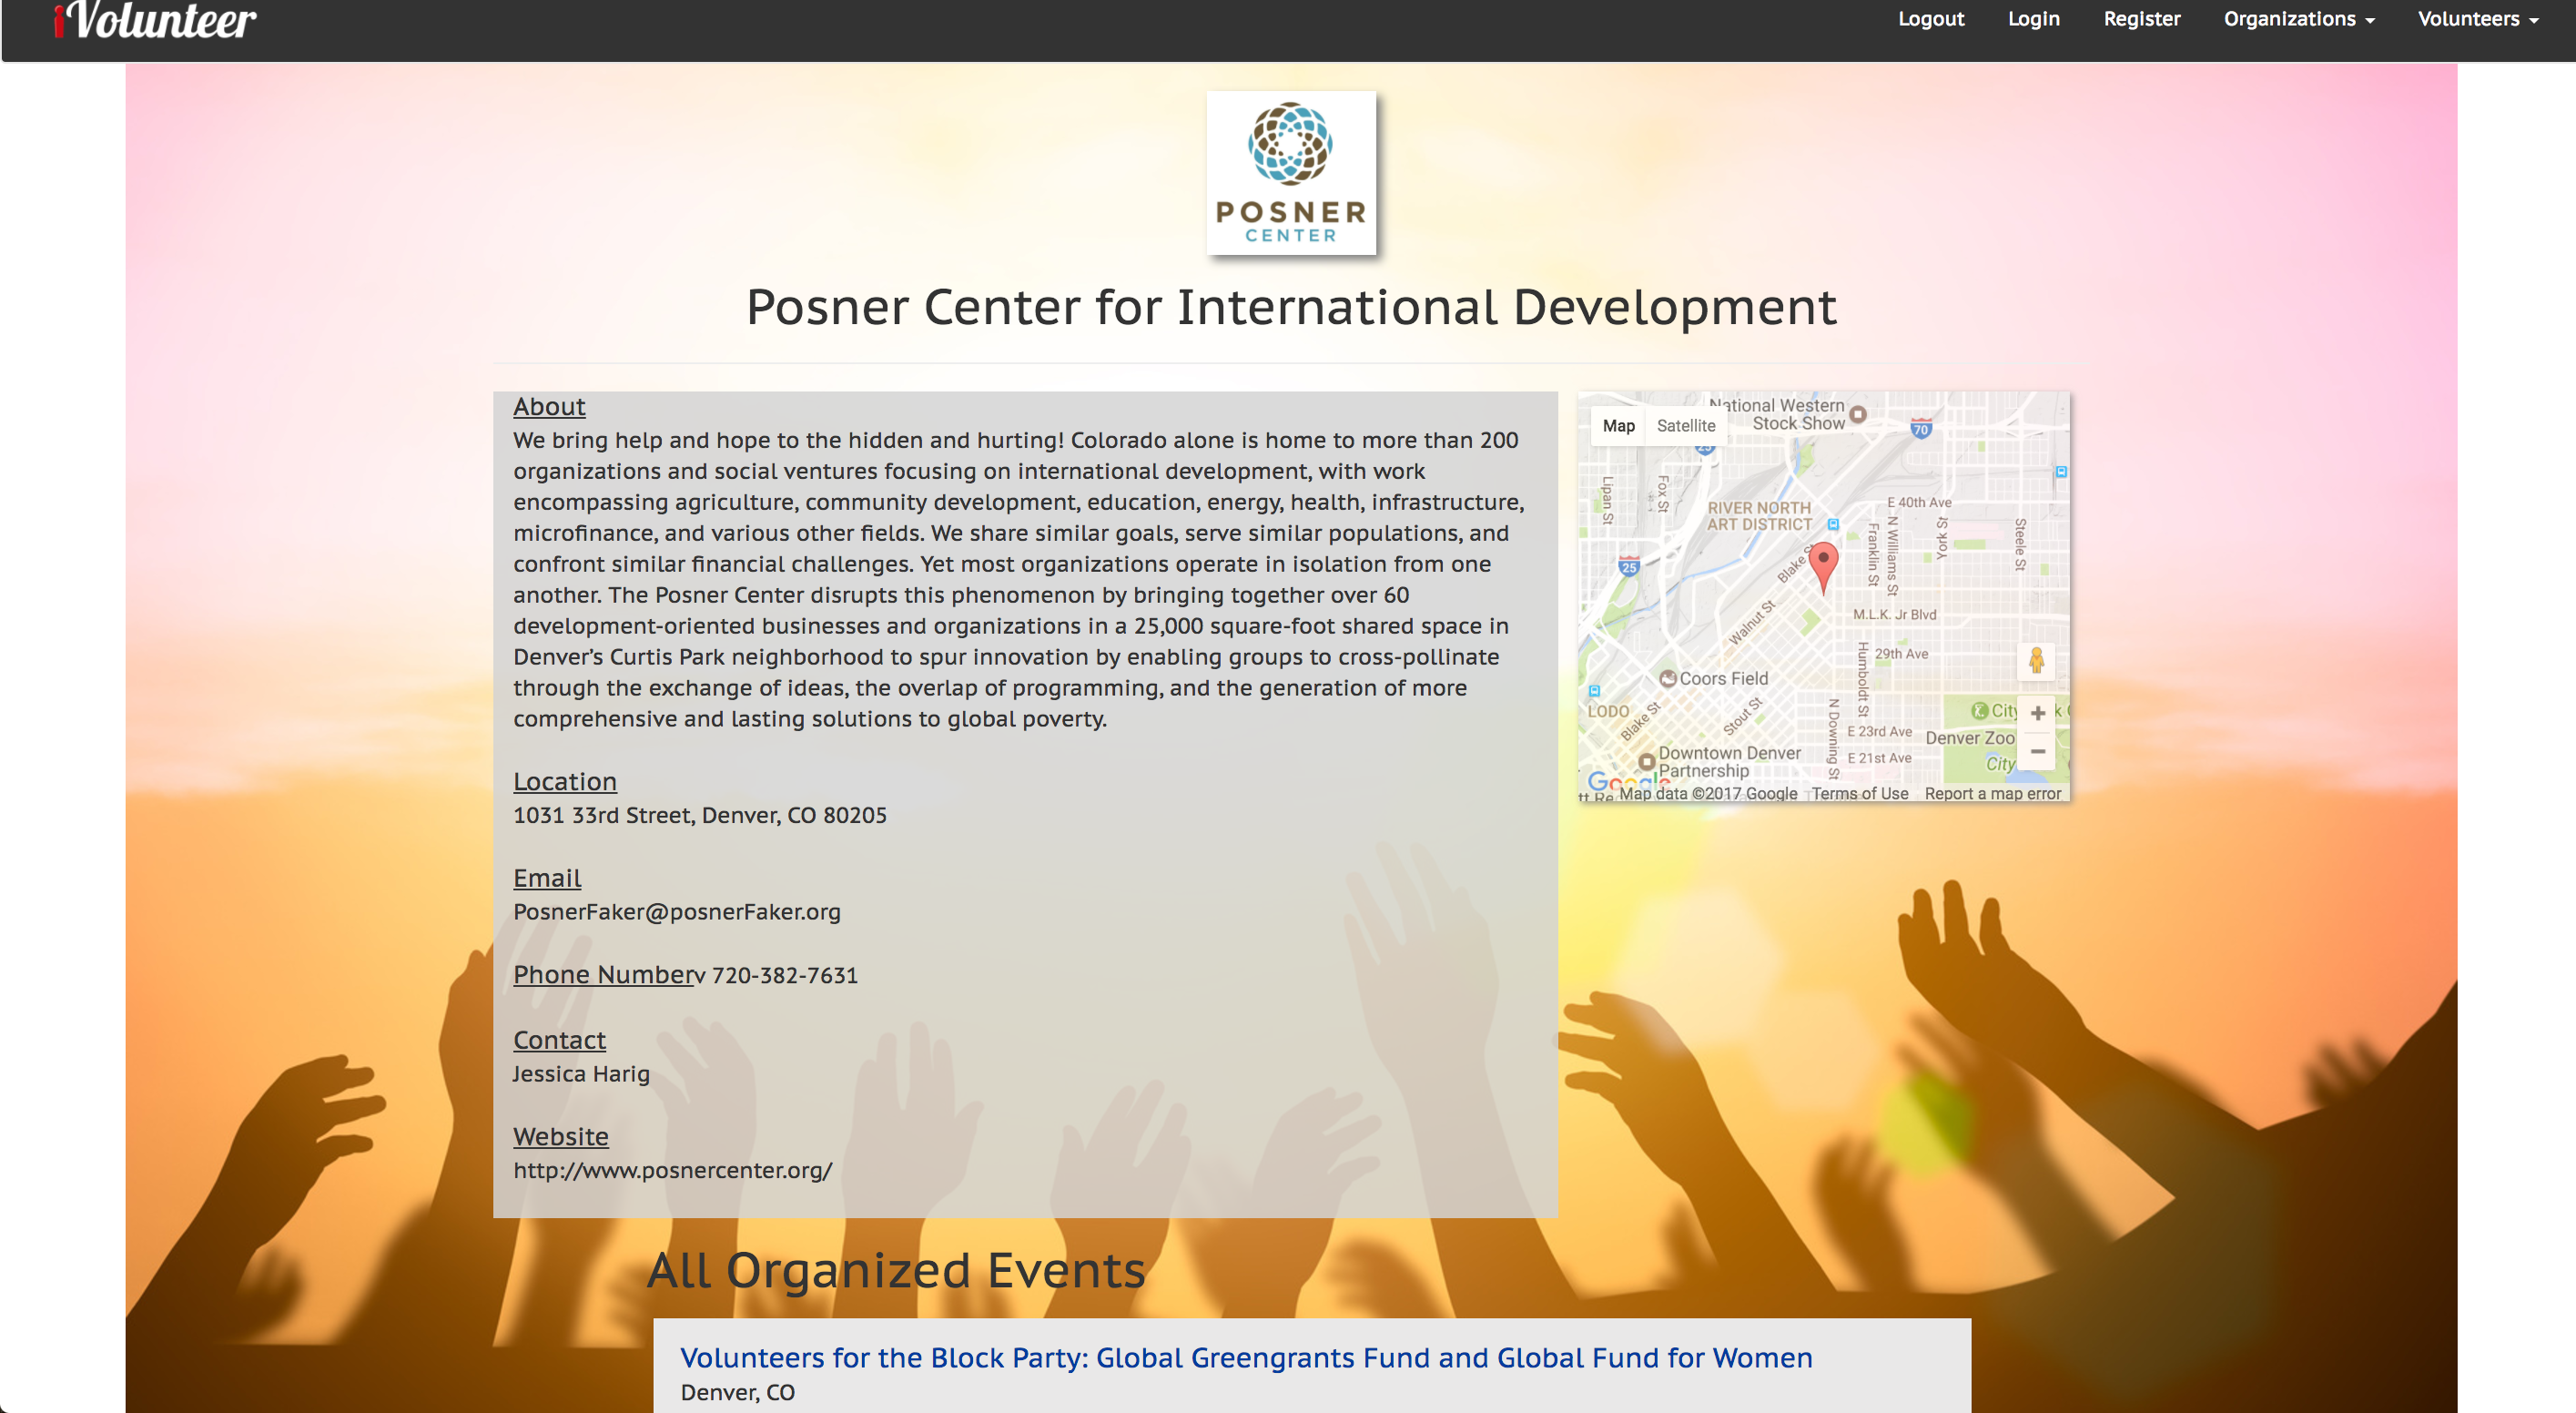 iVolunteer
Logout Login Register Organizations Volunteers
POSNER
CENTER
Posner Center for International Development
About
We bring help and hope to the hidden and hurting! Colorado alone is home to more than 200
organizations and social ventures focusing on international development, with work
encompassing agriculture, community development, education, energy, health, infrastructure,
microfinance, and various other fields. We share similar goals, serve similar populations, and
confront similar financial challenges. Yet most organizations operate in isolation from one
another. The Posner Center disrupts this phenomenon by bringing together over 60
development-oriented businesses and organizations in a 25,000 square-foot shared space in
Denver’s Curtis Park neighborhood to spur innovation by enabling groups to cross-pollinate
through the exchange of ideas, the overlap of programming, and the generation of more
comprehensive and lasting solutions to global poverty.
Location
1031 33rd Street, Denver, CO 80205
Email
PosnerFaker@posnerFaker.org
Phone Numberv 720-382-7631
Contact
Jessica Harig
Website
http://www.posnercenter.org/
Map Satellite
National Western
Stock Show
70
25
Lipan St
Fox St
RIVER NORTH
ART DISTRICT
E 40th Ave
Franklin St
N Williams St
York St
Steele St
25
Blake St
Walnut St
M.L.K. Jr Blvd
Humboldt St
29th Ave
Coors Field
LODO
Blake St
Stout St
N Downing St
E 23rd Ave
Denver Zoo
City
E 21st Ave
City
Downtown Denver
Partnership
Google
Map data ©2017 Google Terms of Use Report a map error
All Organized Events
Volunteers for the Block Party: Global Greengrants Fund and Global Fund for Women
Denver, CO